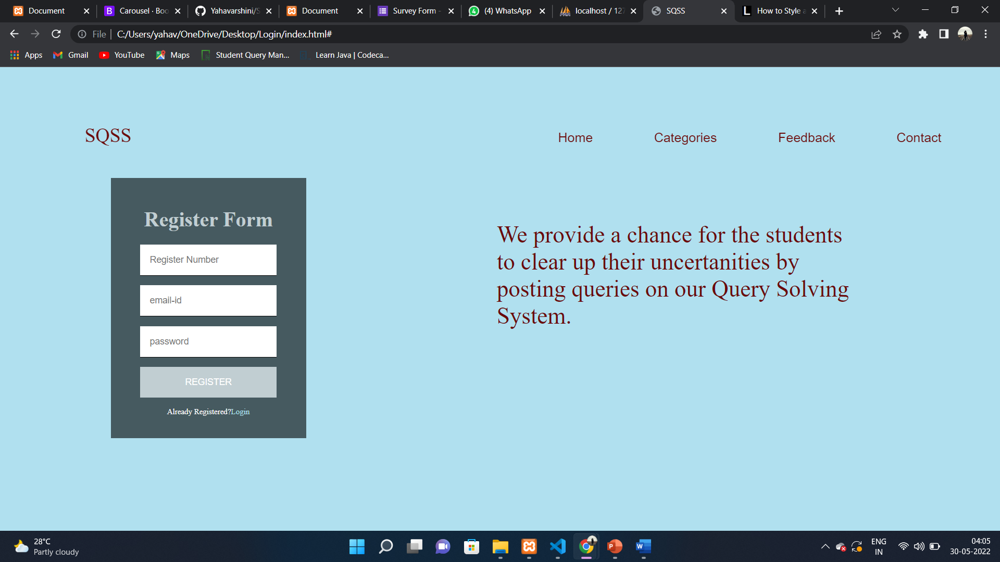 Document
Carousel · Boo
Yahavarshini/S
Document
Survey Form -
(4) WhatsApp
localhost / 127
SQSS
How to Style a
File
C:/Users/yahav/OneDrive/Desktop/Login/index.html#
Apps
Gmail
YouTube
Maps
Student Query Man...
Learn Java | Codeca...
SQSS
Home
Categories
Feedback
Contact
Register Form
Register Number
email-id
password
REGISTER
Already Registered?Login
We provide a chance for the students
to clear up their uncertanities by
posting queries on our Query Solving
System.
28°C
Partly cloudy
ENG
IN
04:05
30-05-2022